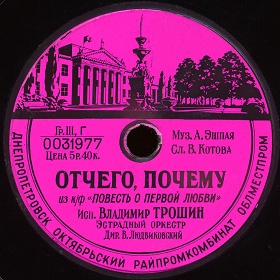 Гр. III, Г
0031977
Цена 5р.40к.
Муз. А. Эшпая
Сл. В. Котова
ОТЧЕГО, ПОЧЕМУ
из к/ф «ПОВЕСТЬ О ПЕРВОЙ ЛЮБВИ»
Исп. Владимир ТРОШИН
Эстрадный оркестр
Дир. В. Людвиковский
ДНЕПРОПЕТРОВСК ОКТЯБРЬСКИЙ РАЙПРОМКОМБИНАТ ОБЛМЕСТПРОМ